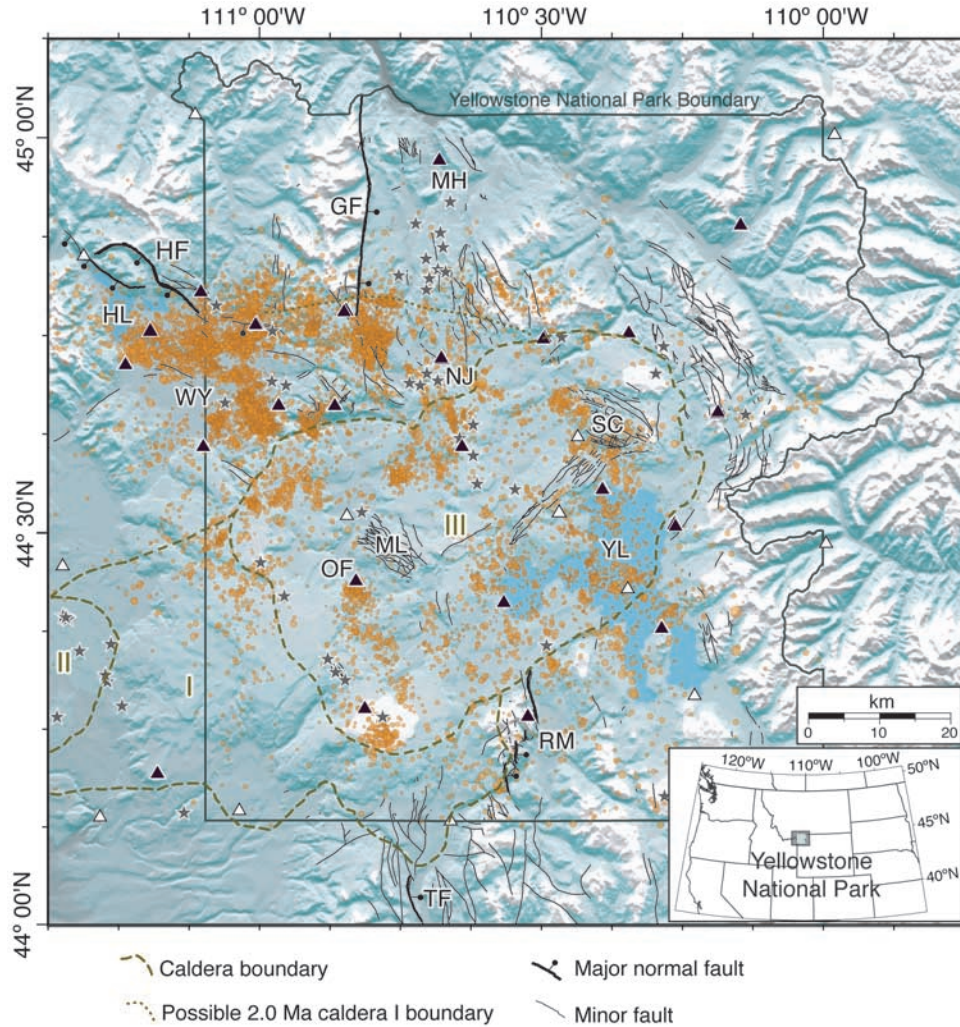 111° 00'W 110° 30'W 110° 00'W
Yellowstone National Park Boundary
45° 00'N
MH
GF
HF
HL
NJ
WY
SC
44° 30'N
III
ML
YL
OF
II
I
km
0 10 20
RM
120°W 110°W 100°W
50°N
45°N
40°N
Yellowstone
National Park
TF
44° 00'N
Caldera boundary
Major normal fault
Possible 2.0 Ma caldera I boundary
Minor fault